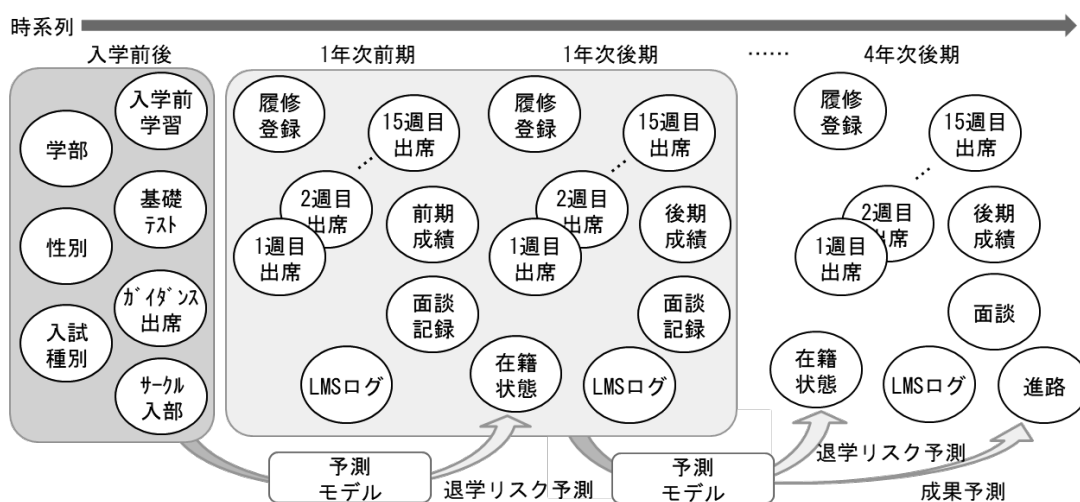 時系列
入学前後
1年次前期
1年次後期
……
4年次後期
学部
性別
入試
種別
入学前
学習
基礎
テスト
ｶﾞｲﾀﾞﾝｽ
出席
ｻｰｸﾙ
入部
履修
登録
15週目
出席
…
2週目
出席
1週目
出席
前期
成績
面談
記録
LMSログ
在籍
状態
履修
登録
15週目
出席
…
2週目
出席
1週目
出席
後期
成績
面談
記録
LMSログ
履修
登録
15週目
出席
…
2週目
出席
1週目
出席
後期
成績
面談
在籍
状態
LMSログ
進路
予測
モデル
退学リスク予測
予測
モデル
退学リスク予測
成果予測